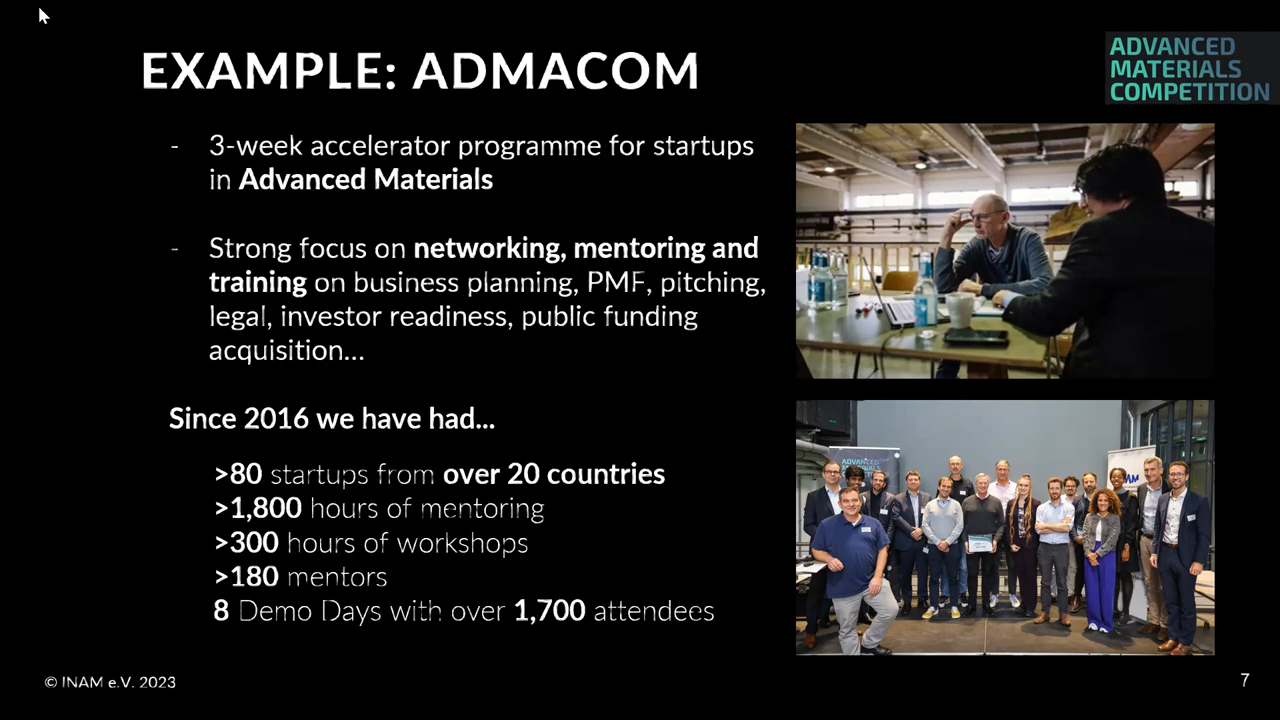 EXAMPLE: ADMACOM
ADVANCED
MATERIALS
COMPETITION
- 3-week accelerator programme for startups
in Advanced Materials
- Strong focus on networking, mentoring and
training on business planning, PMF, pitching,
legal, investor readiness, public funding
acquisition...
Since 2016 we have had...
>80 startups from over 20 countries
>1,800 hours of mentoring
>300 hours of workshops
>180 mentors
8 Demo Days with over 1,700 attendees
ADVANCED
© INAM e.V. 2023
7